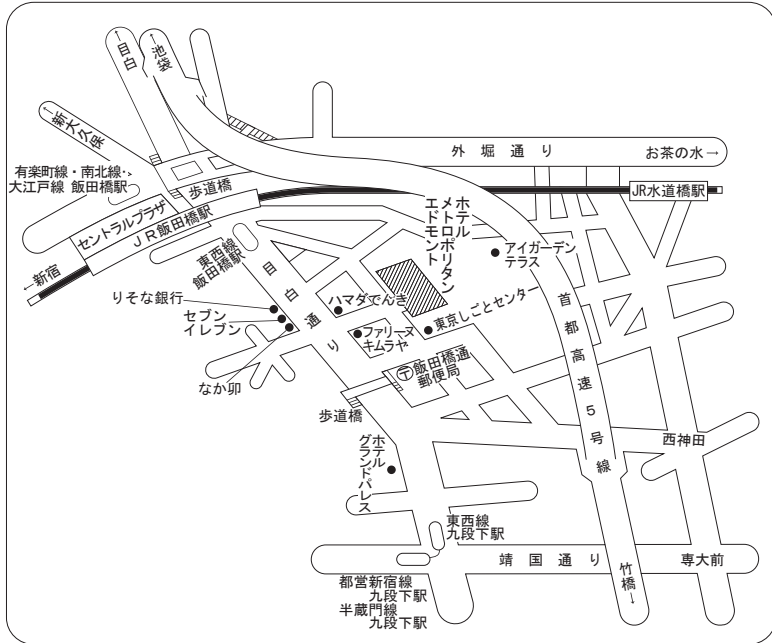 ←目白
←池袋
←新大久保
外堀通り
お茶の水→
有楽町線・南北線・
大江戸線 飯田橋駅
歩道橋
セントラルプラザ
JR飯田橋駅
JR水道橋駅
ホテル
メトロポリタン
エドモント
アイガーデン
テラス
東西線
飯田橋駅
←新宿
目白通り
りそな銀行
セブン
イレブン
ハマダでんき
東京しごとセンター
首都高速5号線
ファリーヌ
キムラヤ
なか卯
〒飯田橋通
郵便局
歩道橋
西神田
ホテル
グランドパレス
東西線
九段下駅
靖国通り
専大前
竹橋→
都営新宿線
九段下駅
半蔵門線
九段下駅